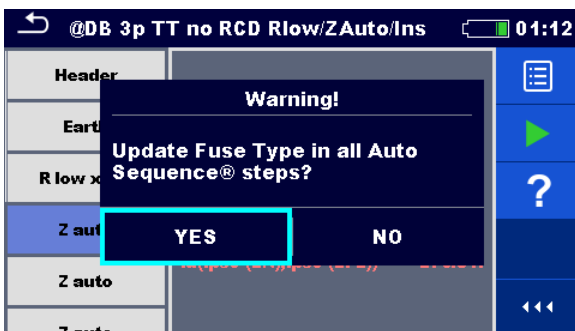 @DB 3p TT no RCD Rlow/ZAuto/Ins 01:12
Header
Warning!
Update Fuse Type in all Auto
Sequence® steps?
R low
Z aut
YES
NO
Z auto
?